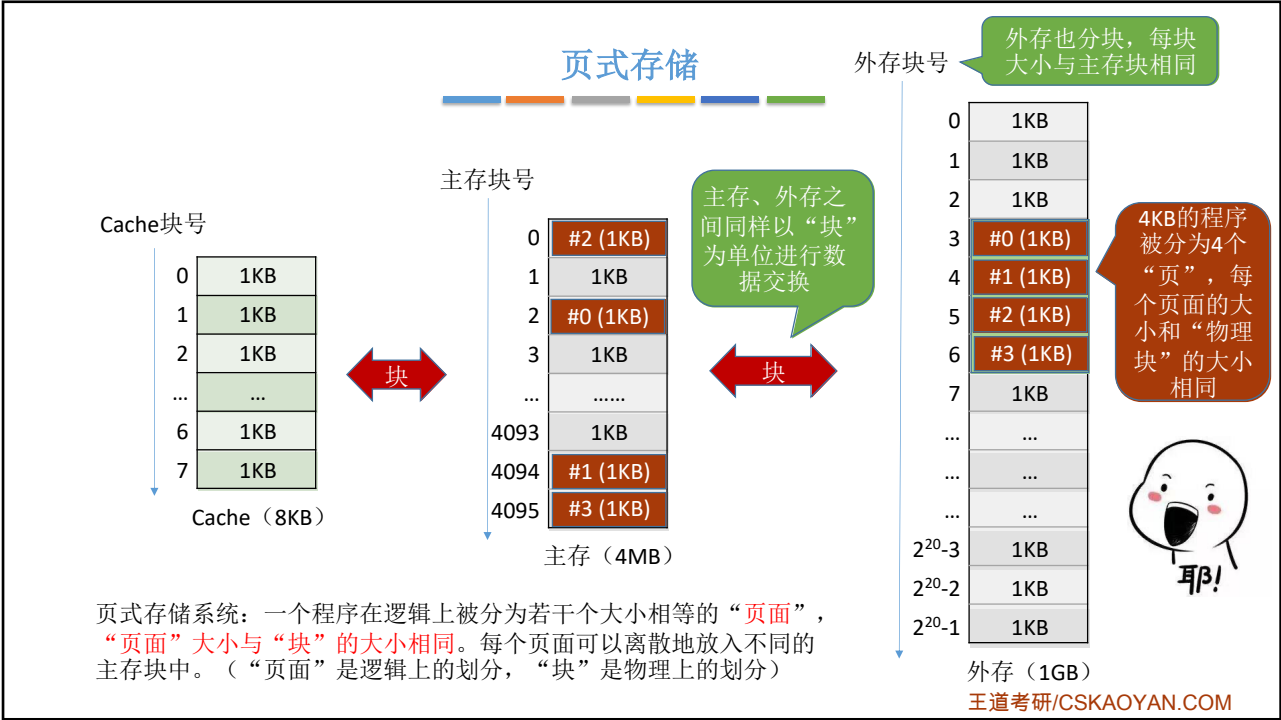 页式存储
外存块号
外存也分块，每块
大小与主存块相同
Cache块号
0 1KB
1 1KB
2 1KB
... ...
6 1KB
7 1KB
Cache（8KB）
块
主存块号
0 #2 (1KB)
1 1KB
2 #0 (1KB)
3 1KB
... ……
4093 1KB
4094 #1 (1KB)
4095 #3 (1KB)
主存（4MB）
主存、外存之
间同样以“块”
为单位进行数
据交换
块
0 1KB
1 1KB
2 1KB
3 #0 (1KB)
4 #1 (1KB)
5 #2 (1KB)
6 #3 (1KB)
7 1KB
... ...
... ...
... ...
2²⁰-3 1KB
2²⁰-2 1KB
2²⁰-1 1KB
外存（1GB）
4KB的程序
被分为4个
“页”，每
个页面的大
小和“物理
块”的大小
相同
耶!
页式存储系统：一个程序在逻辑上被分为若干个大小相等的“页面”，
“页面”大小与“块”的大小相同。每个页面可以离散地放入不同的
主存块中。（“页面”是逻辑上的划分，“块”是物理上的划分）
王道考研/CSKAOYAN.COM